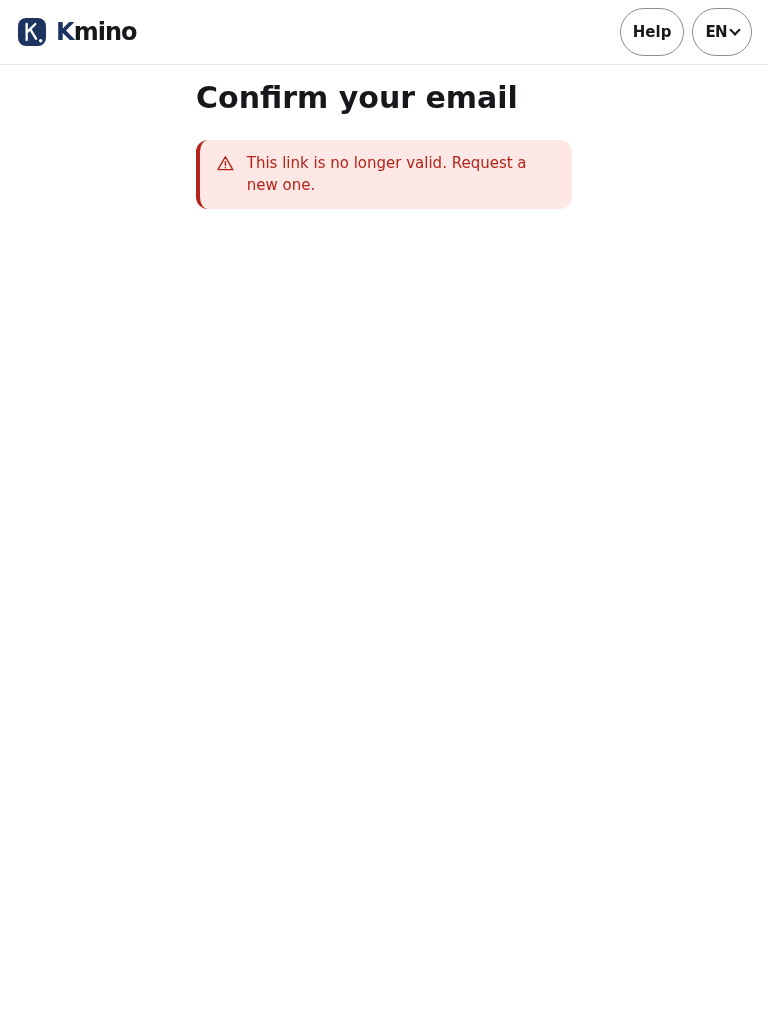 K. Kmino
Help
EN
Confirm your email
This link is no longer valid. Request a
new one.